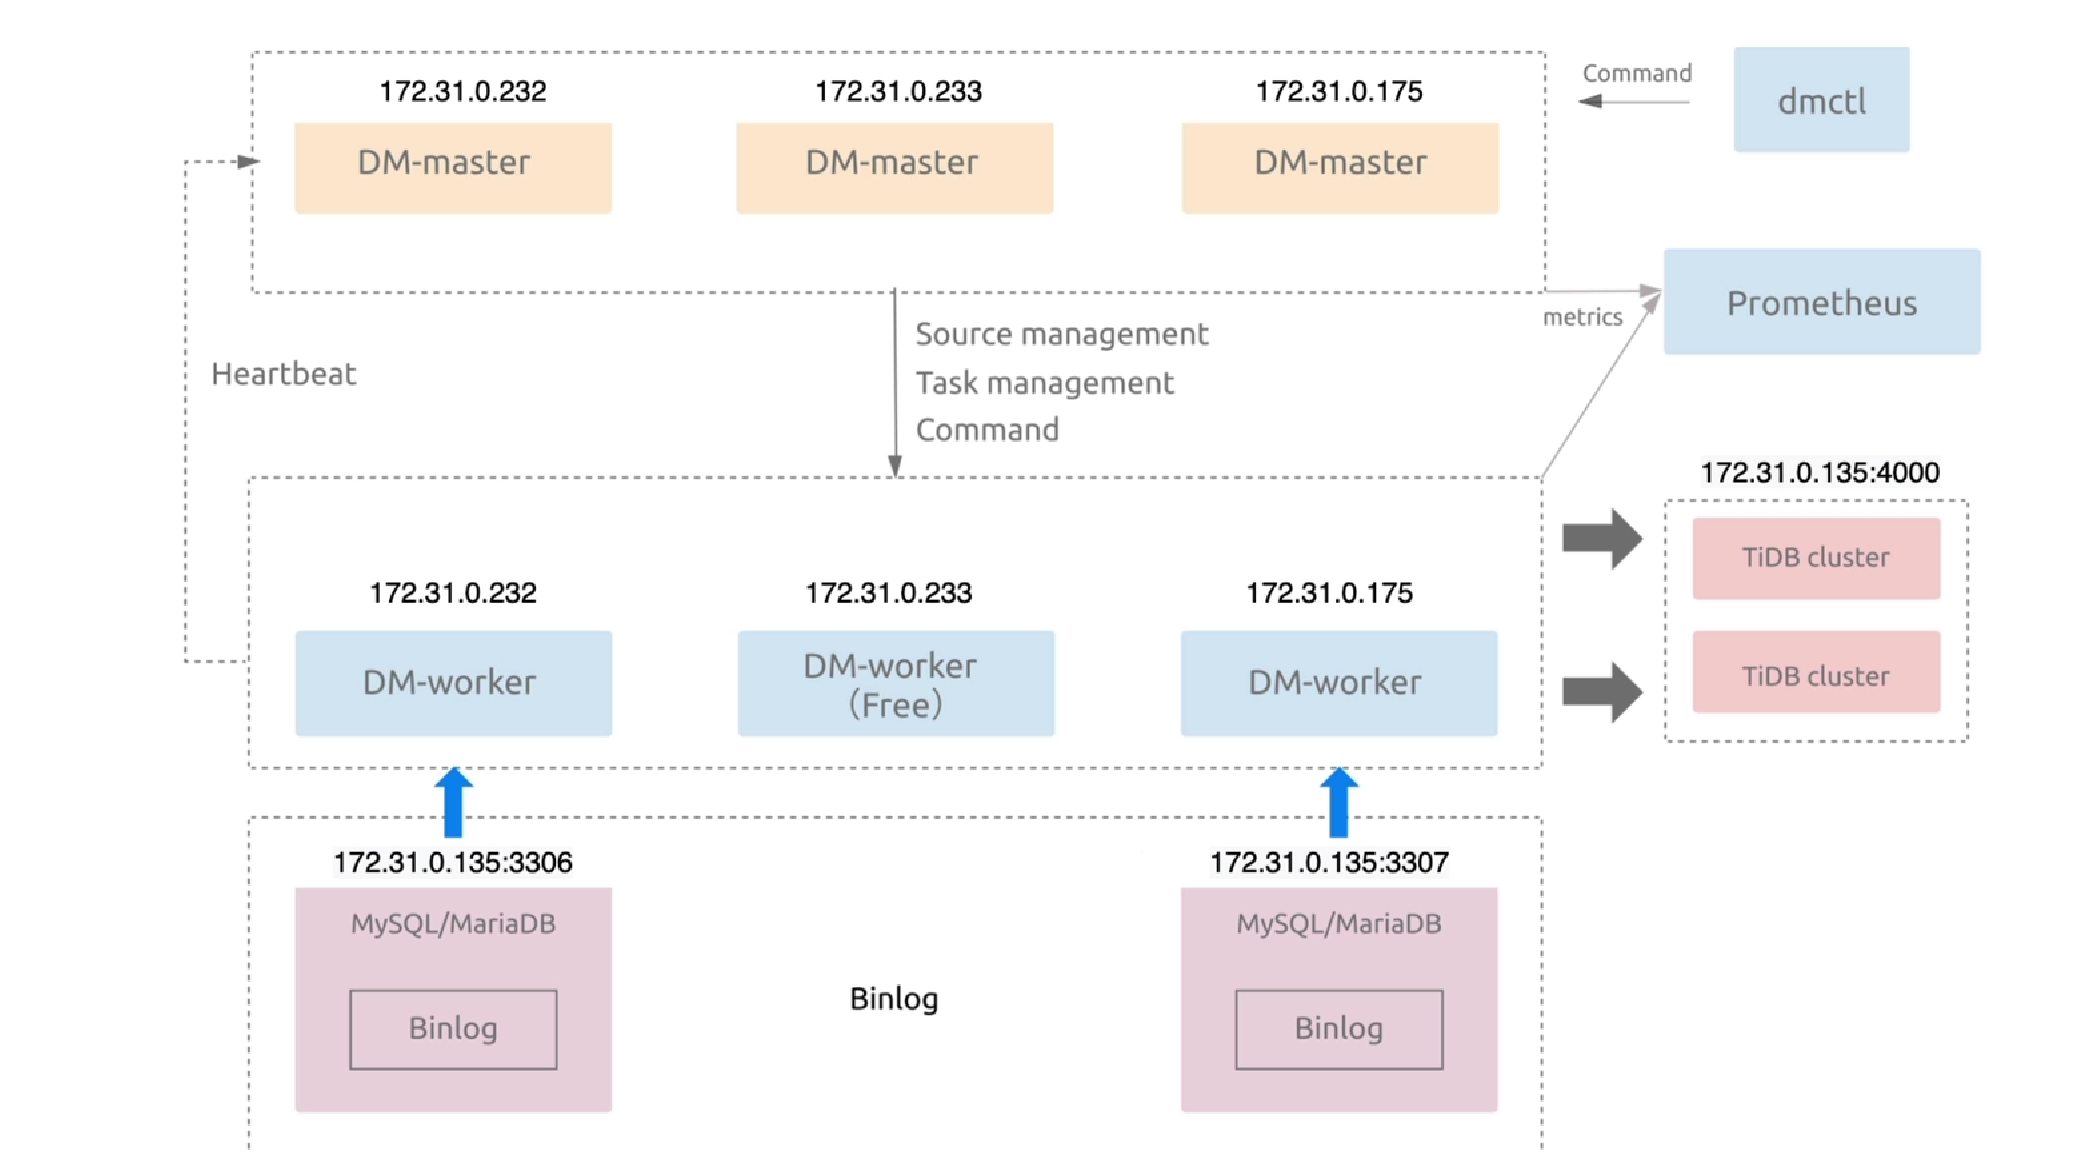 172.31.0.232
172.31.0.233
172.31.0.175
Command
dmctl
DM-master
DM-master
DM-master
Prometheus
metrics
Source management
Task management
Command
Heartbeat
172.31.0.135:4000
TiDB cluster
TiDB cluster
172.31.0.232
172.31.0.233
172.31.0.175
DM-worker
DM-worker
(Free)
DM-worker
172.31.0.135:3306
172.31.0.135:3307
MySQL/MariaDB
MySQL/MariaDB
Binlog
Binlog
Binlog